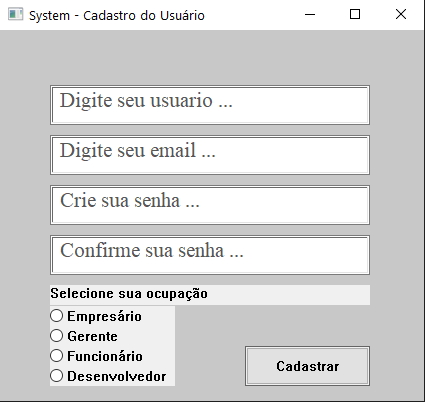 System - Cadastro do Usuário
Digite seu usuario ...
Digite seu email ...
Crie sua senha ...
Confirme sua senha ...
Selecione sua ocupação
Empresário
Gerente
Funcionário
Desenvolvedor
Cadastrar